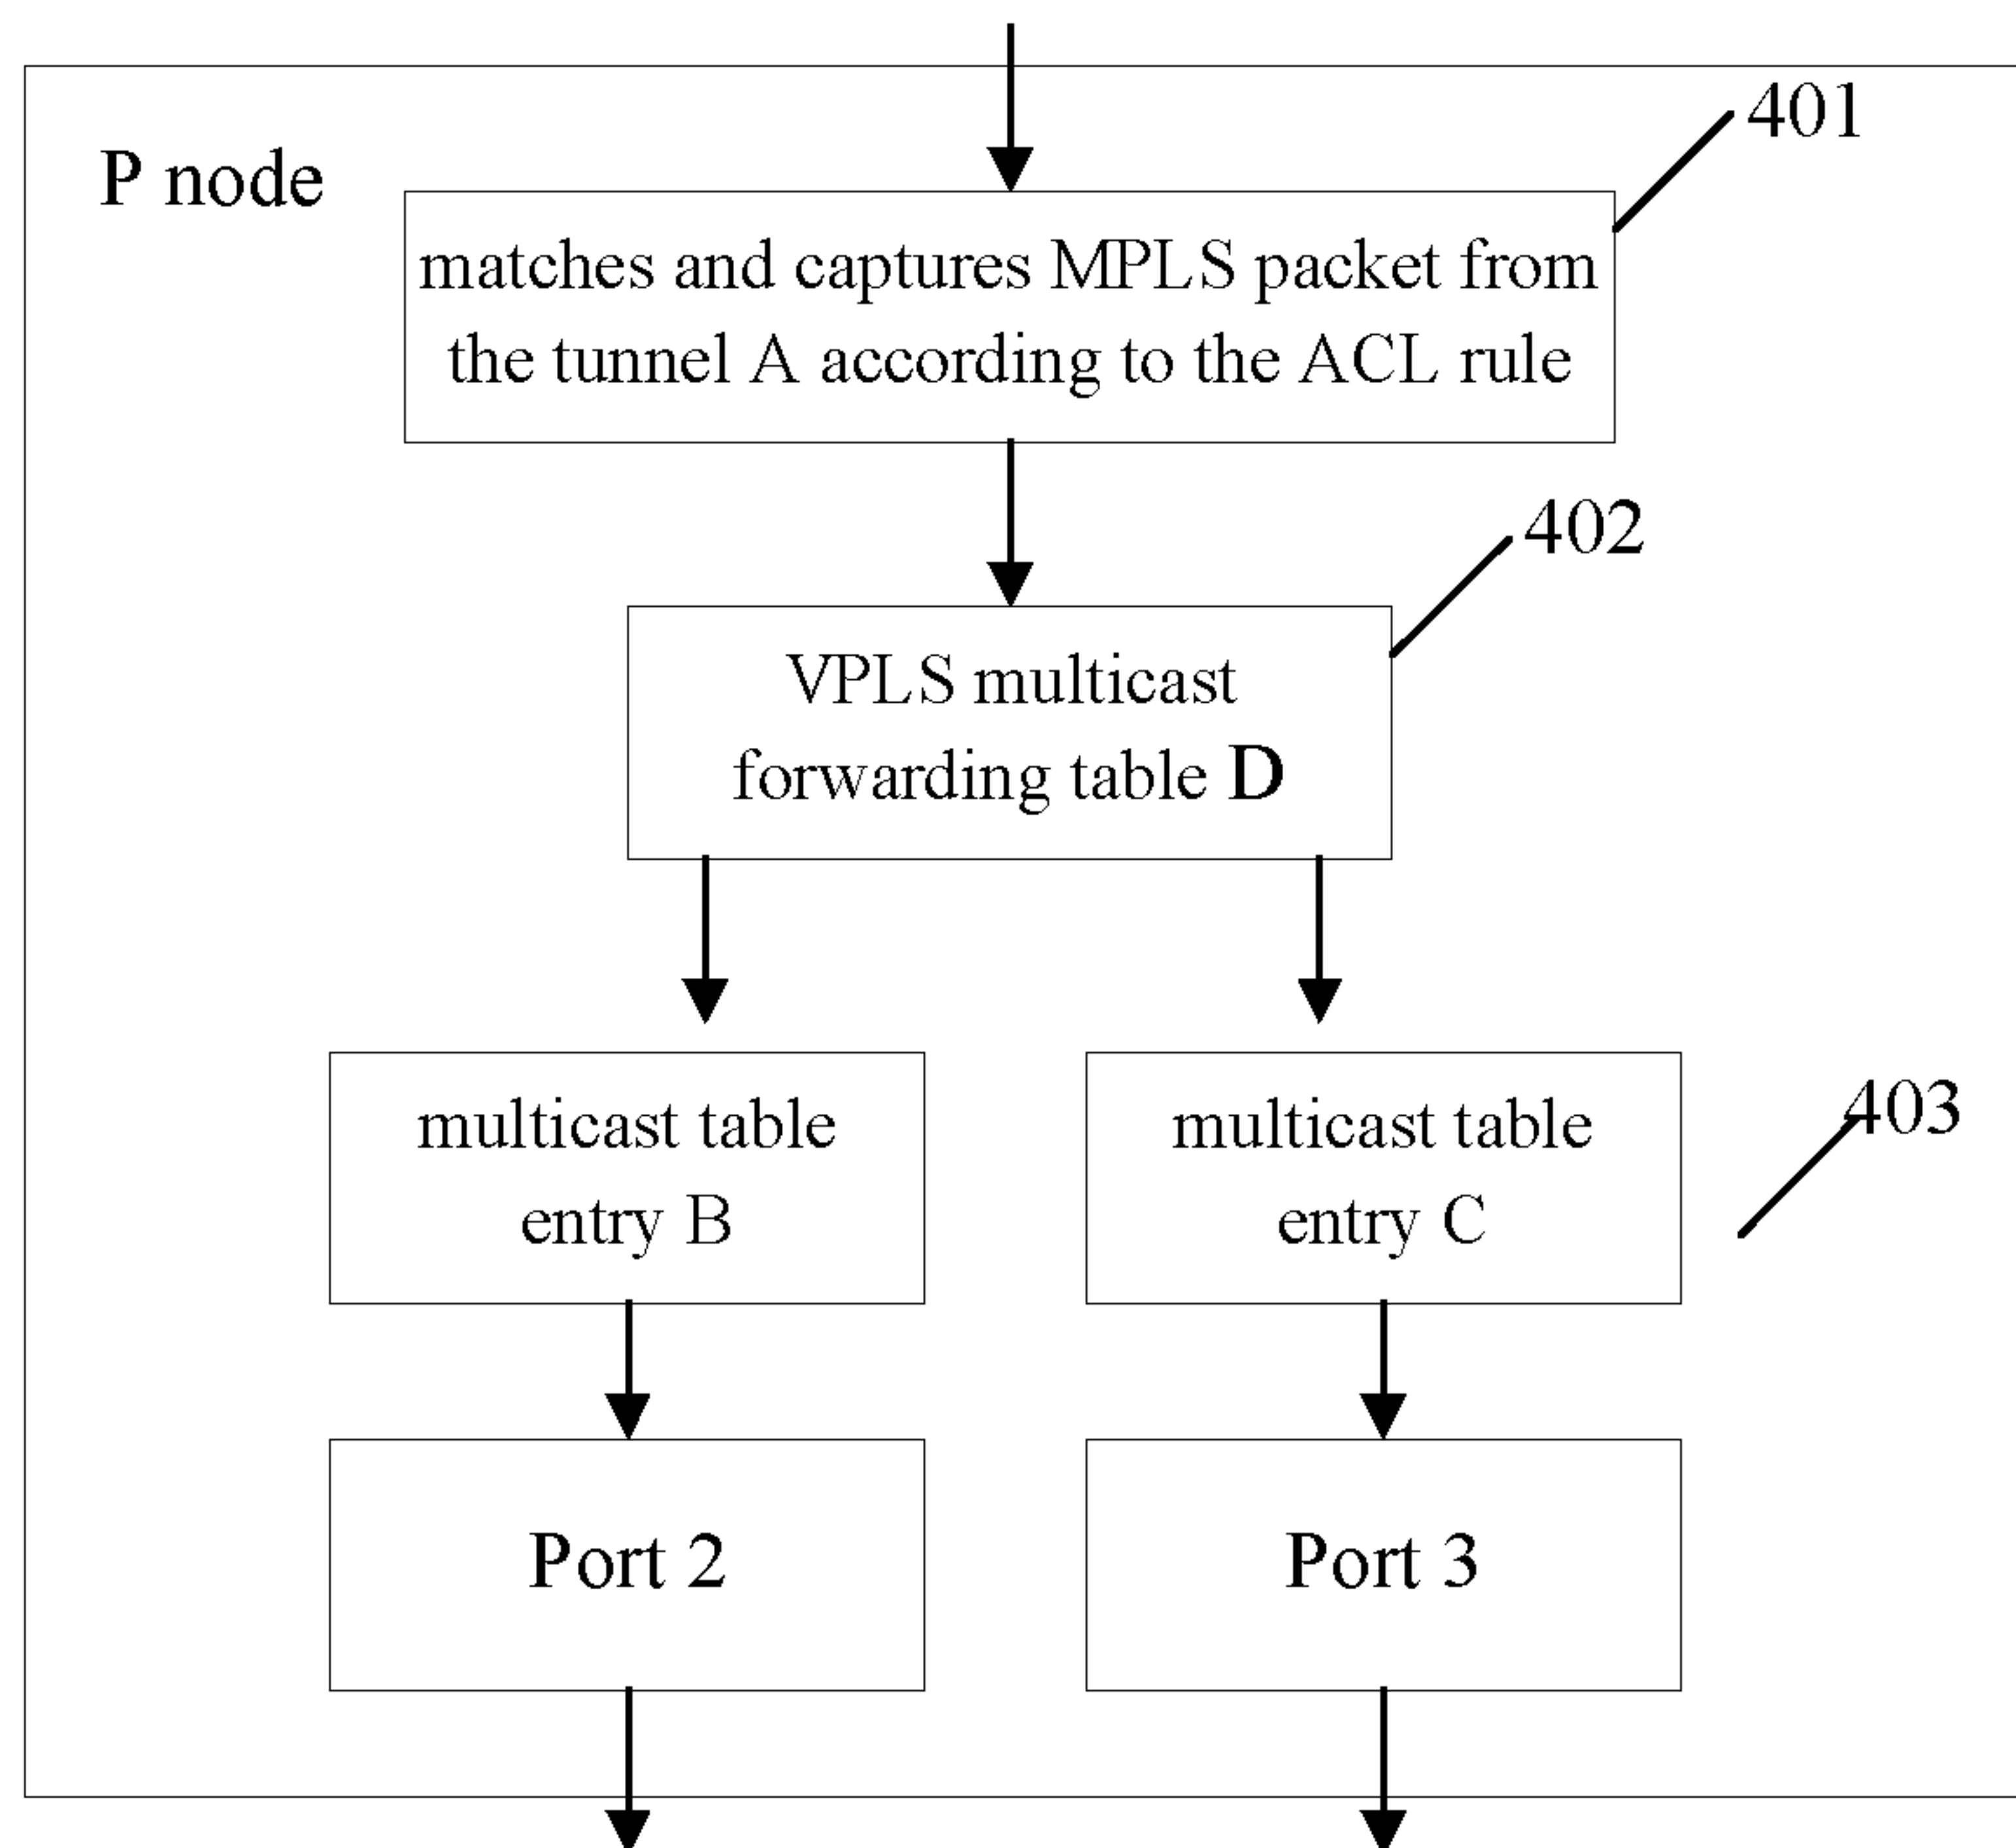 401
P node
matches and captures MPLS packet from
the tunnel A according to the ACL rule
402
VPLS multicast
forwarding table D
403
multicast table
entry B
multicast table
entry C
Port 2
Port 3